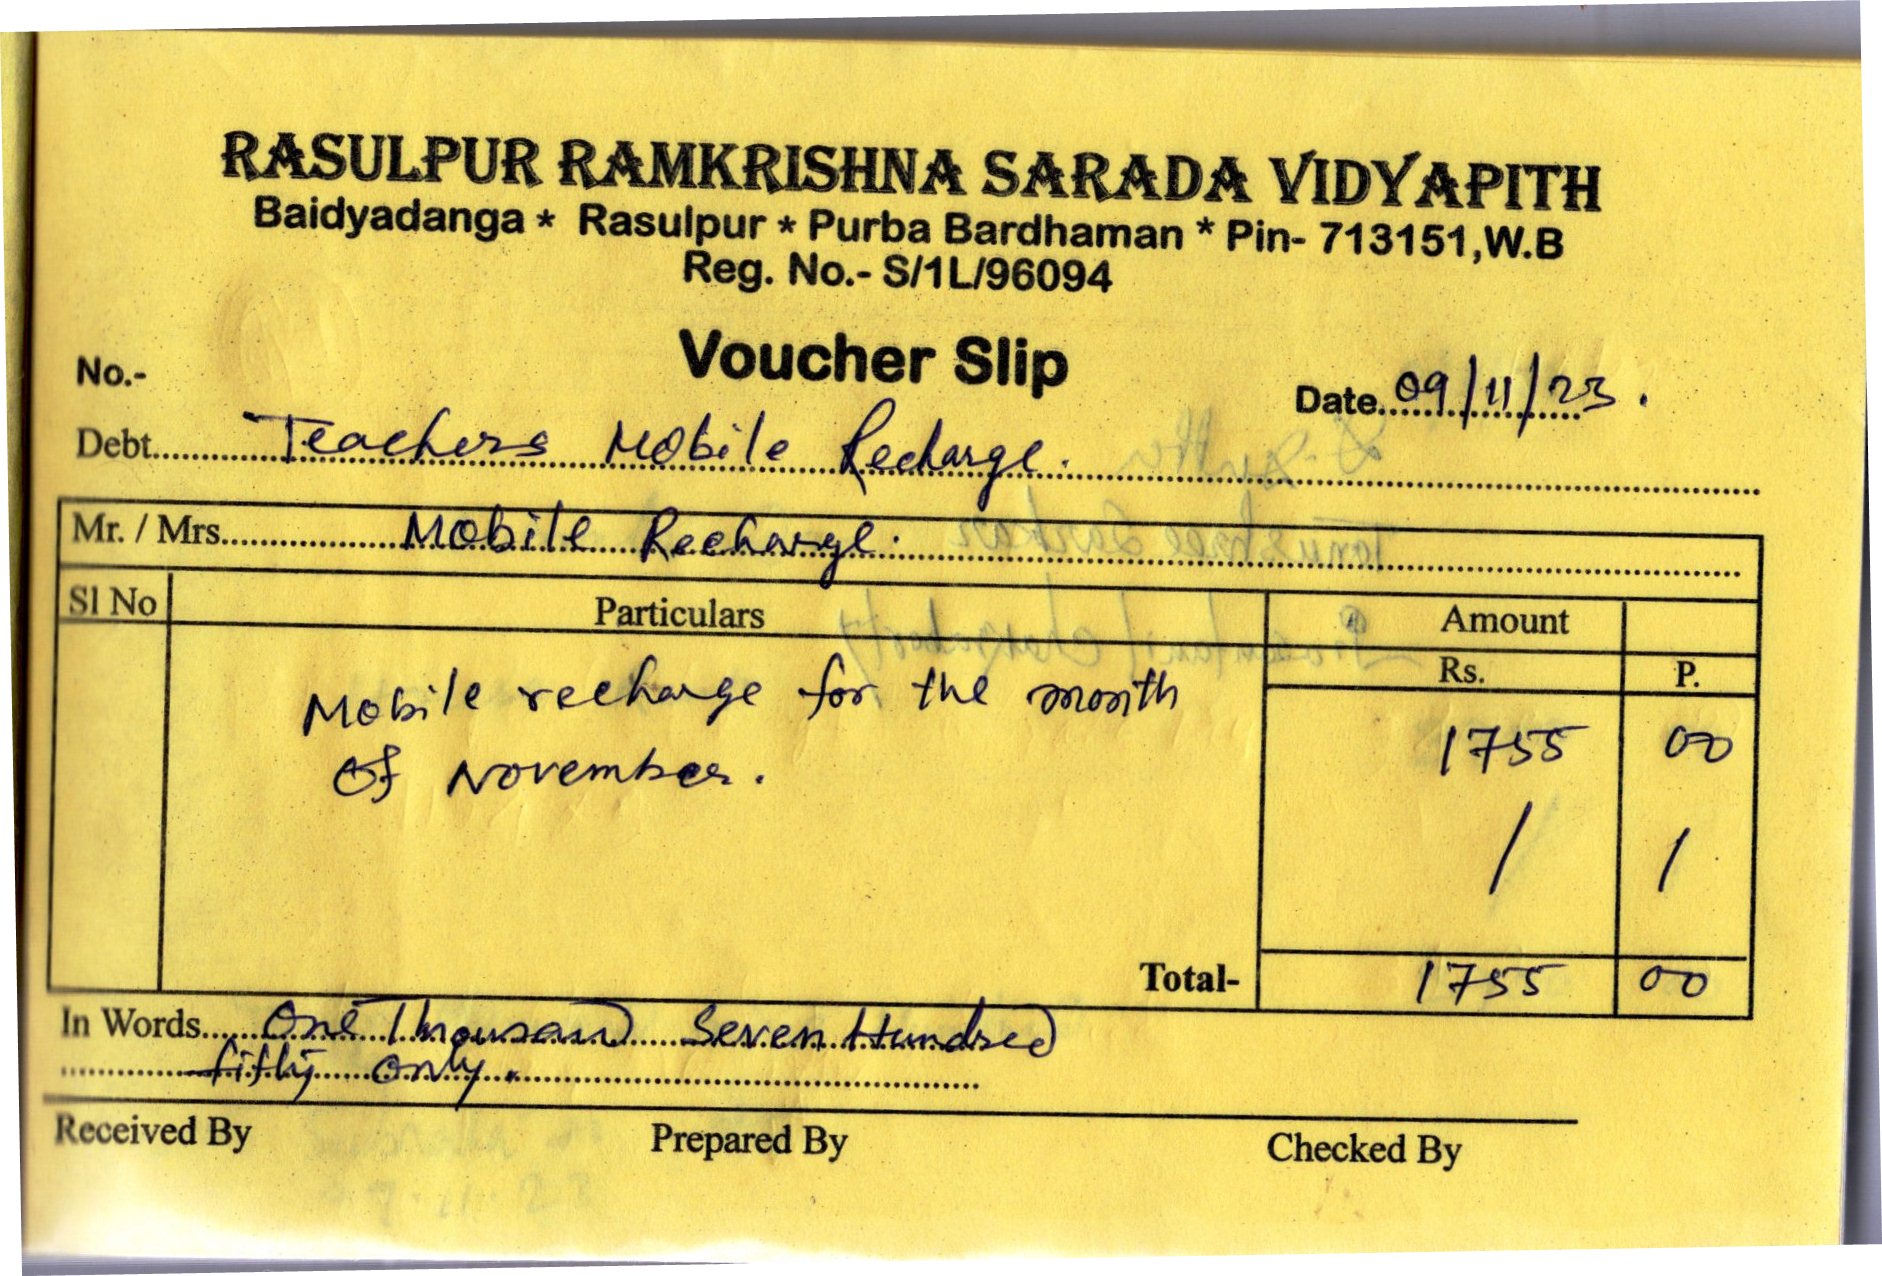 RASULPUR RAMKRISHNA SARADA VIDYAPITH
Baidyadanga * Rasulpur * Purba Bardhaman * Pin- 713151,W.B
Reg. No.- S/1L/96094
Voucher Slip
No.-
Date 09/11/23.
Debt Teachers Mobile Recharge.
Mr. / Mrs. Mobile Recharge.
Sl No Particulars Amount
Rs. P.
Mobile recharge for the month 1755 00
of November.
/ /
Total- 1755 00
In Words One Thousand Seven Hundred
fifty only.
Received By Prepared By Checked By